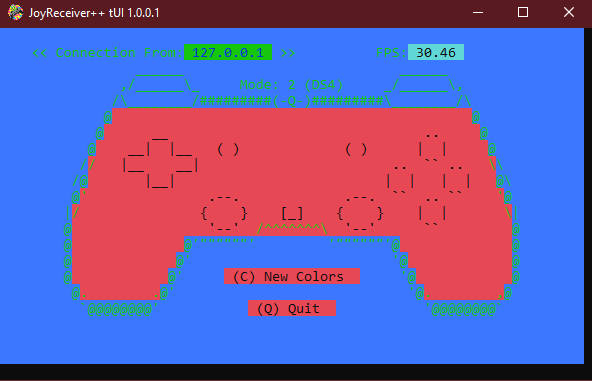 JoyReceiver++ tUI 1.0.0.1
<< Connection From: 127.0.0.1 >> FPS: 30.46
Mode: 2 (DS4)
(C) New Colors
(Q) Quit